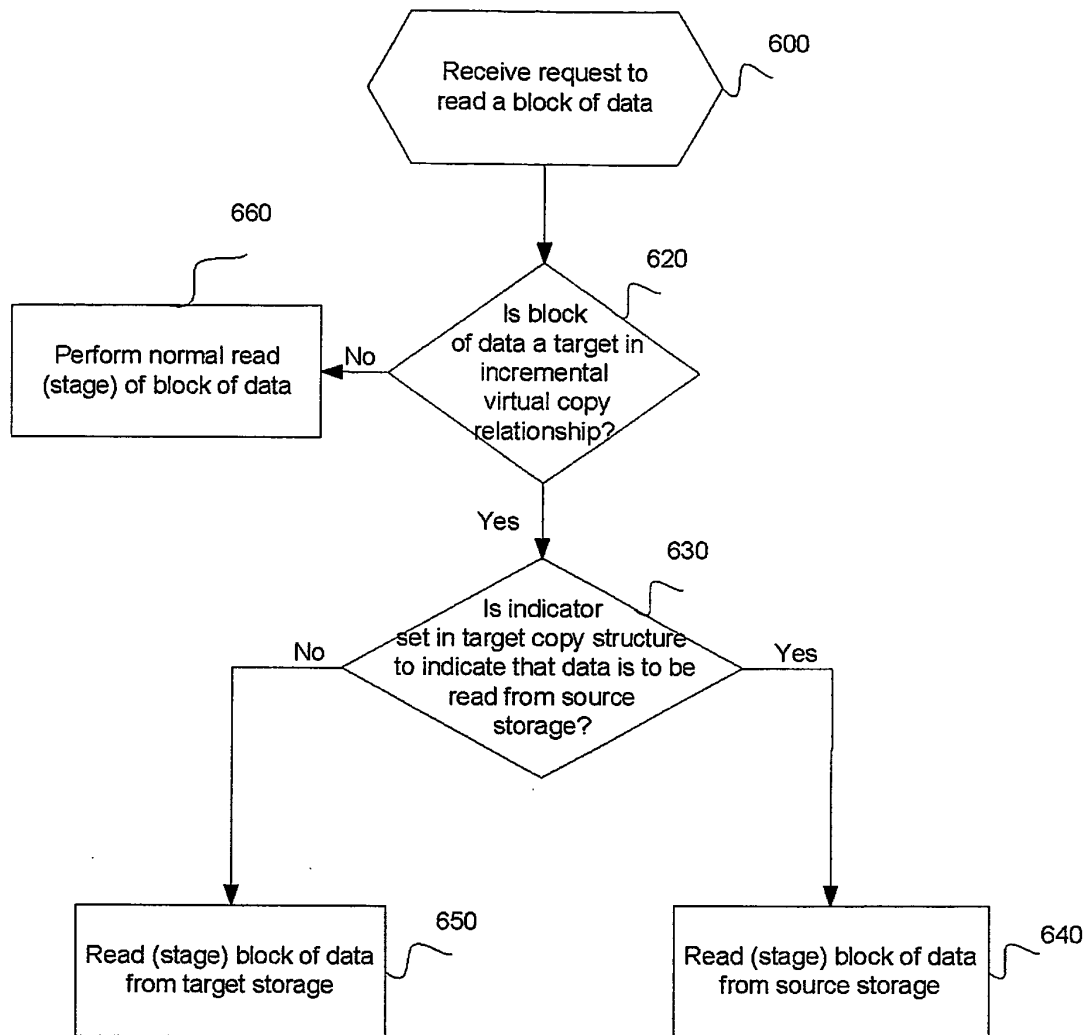 600
Receive request to
read a block of data
660
620
Is block
of data a target in
incremental
virtual copy
relationship?
No
Perform normal read
(stage) of block of data
Yes
630
Is indicator
set in target copy structure
to indicate that data is to be
read from source
storage?
No
Yes
650
640
Read (stage) block of data
from target storage
Read (stage) block of data
from source storage